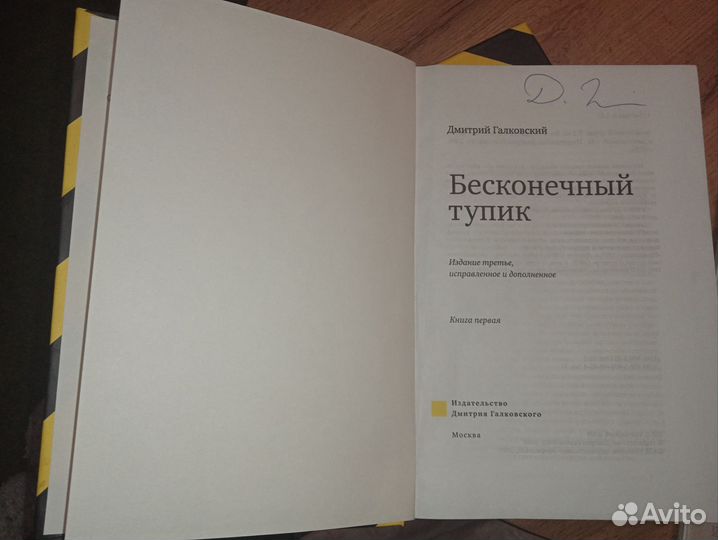 Дмитрий Галковский
Бесконечный
тупик
Издание третье,
исправленное и дополненное
Книга первая
Издательство
Дмитрия Галковского
Москва
Avito